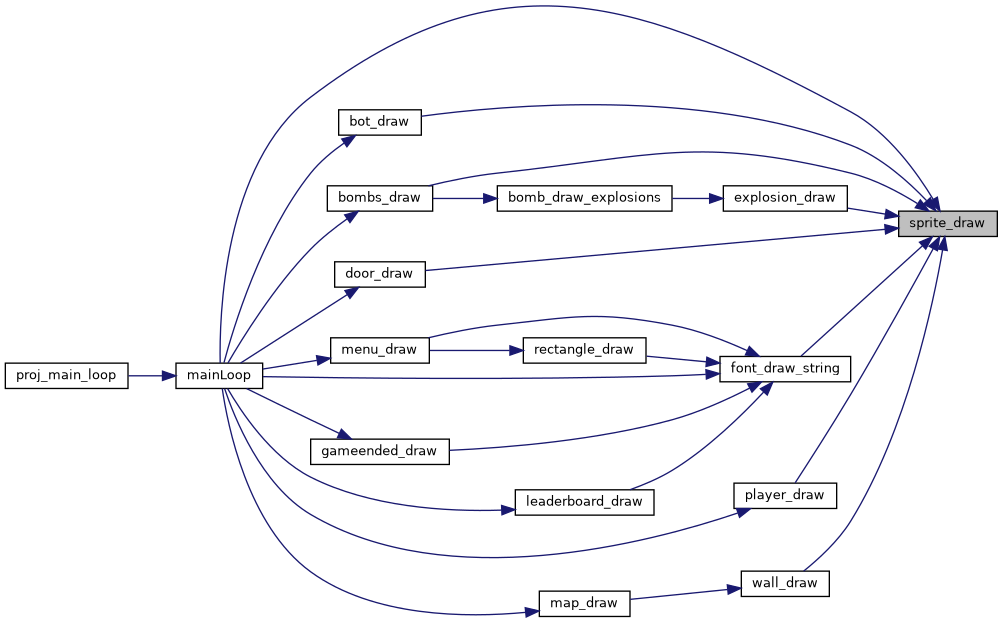 bot_draw
bombs_draw
bomb_draw_explosions
explosion_draw
sprite_draw
door_draw
menu_draw
rectangle_draw
font_draw_string
proj_main_loop
mainLoop
gameended_draw
leaderboard_draw
player_draw
wall_draw
map_draw